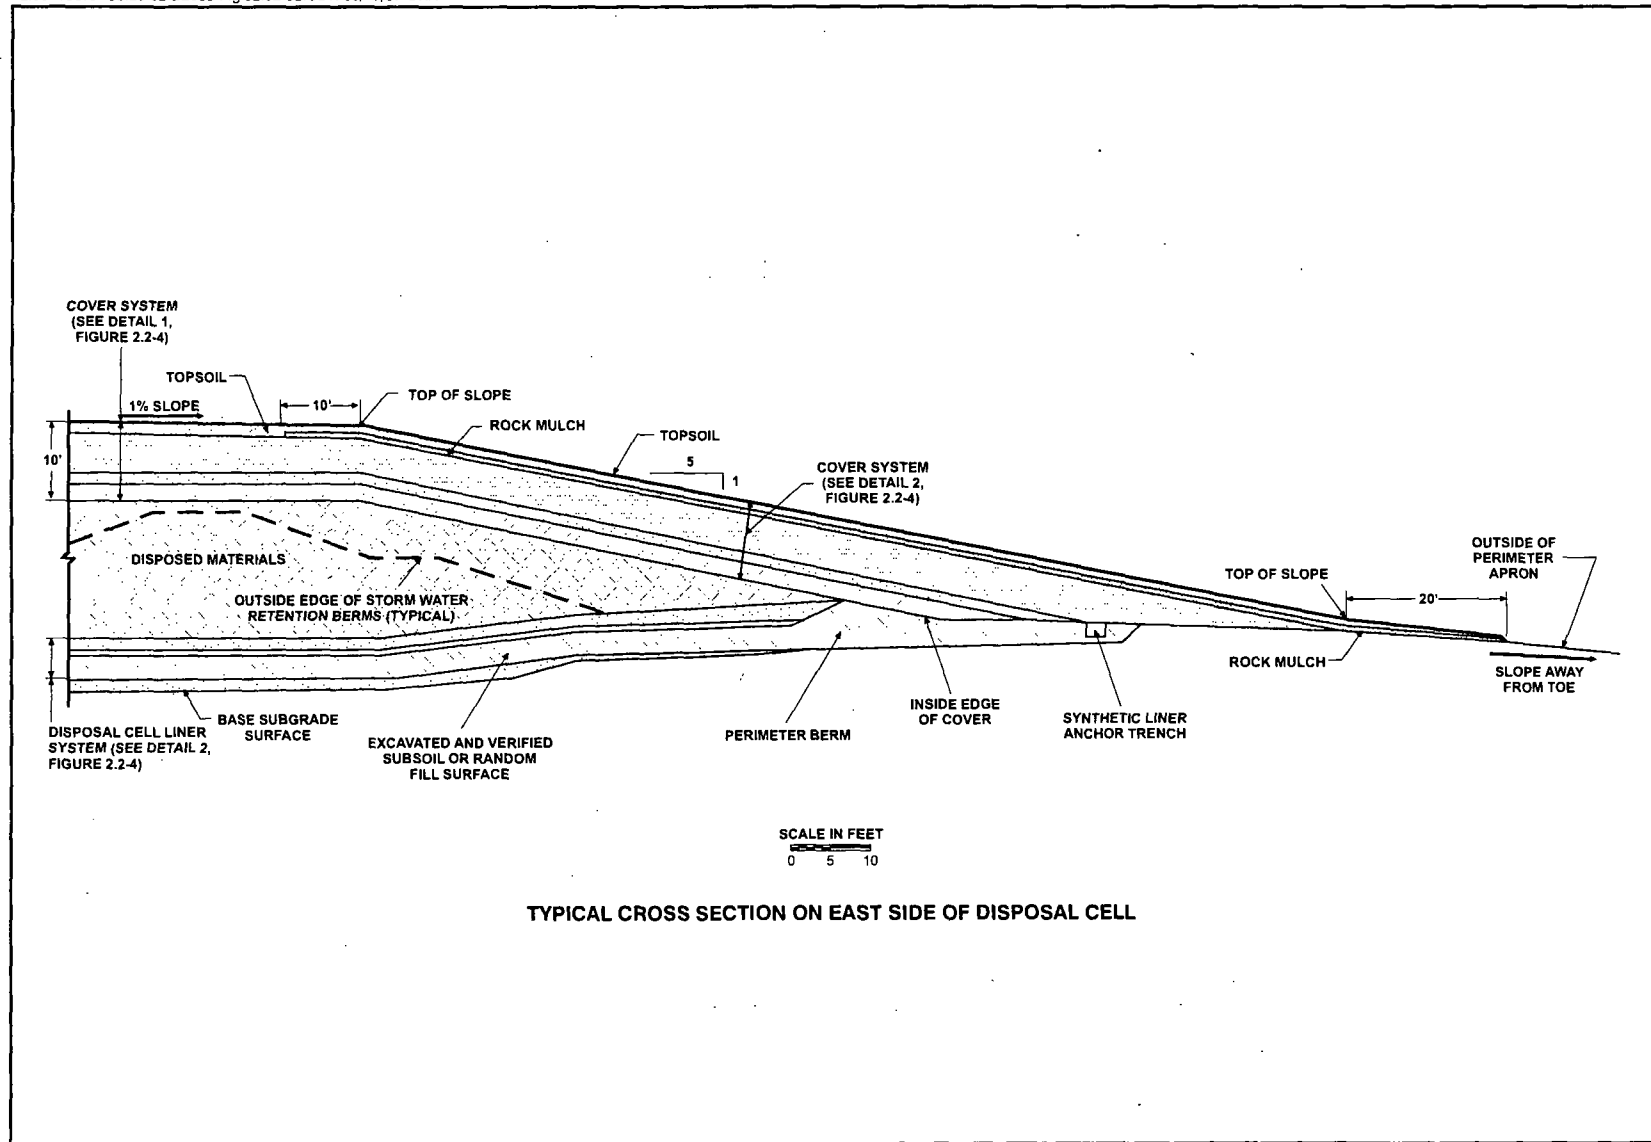 COVER SYSTEM
(SEE DETAIL 1,
FIGURE 2.2-4)
TOPSOIL
1% SLOPE
10'
TOP OF SLOPE
ROCK MULCH
TOPSOIL
5
1
COVER SYSTEM
(SEE DETAIL 2,
FIGURE 2.2-4)
10'
DISPOSED MATERIALS
OUTSIDE EDGE OF STORM WATER
RETENTION BERMS (TYPICAL)
OUTSIDE OF
PERIMETER
APRON
TOP OF SLOPE
20'
ROCK MULCH
SLOPE AWAY
FROM TOE
DISPOSAL CELL LINER
SYSTEM (SEE DETAIL 2,
FIGURE 2.2-4)
BASE SUBGRADE
SURFACE
EXCAVATED AND VERIFIED
SUBSOIL OR RANDOM
FILL SURFACE
PERIMETER BERM
INSIDE EDGE
OF COVER
SYNTHETIC LINER
ANCHOR TRENCH
SCALE IN FEET
0 5 10
TYPICAL CROSS SECTION ON EAST SIDE OF DISPOSAL CELL